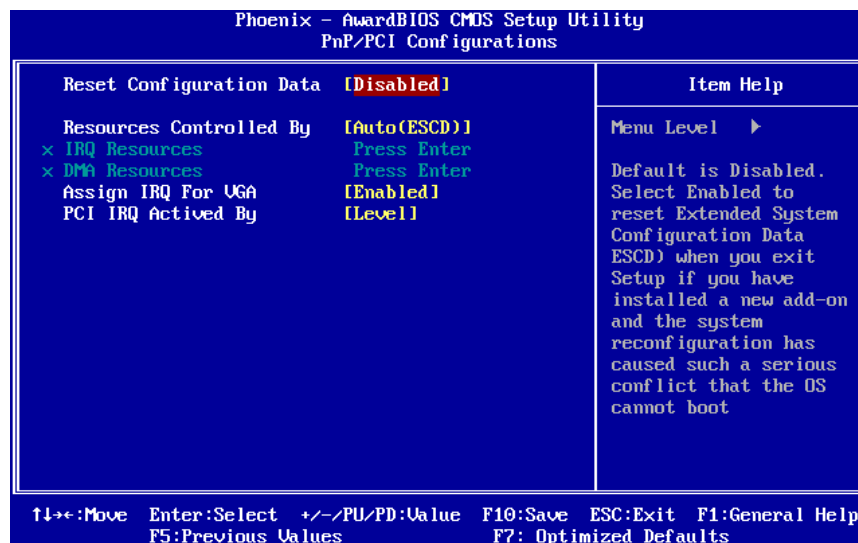 Phoenix - AwardBIOS CMOS Setup Utility
PnP/PCI Configurations
Reset Configuration Data [Disabled]
Resources Controlled By [Auto(ESCD)]
x IRQ Resources Press Enter
x DMA Resources Press Enter
Assign IRQ For VGA [Enabled]
PCI IRQ Actived By [Level]
Item Help
Menu Level ▶
Default is Disabled.
Select Enabled to
reset Extended System
Configuration Data
ESCD) when you exit
Setup if you have
installed a new add-on
and the system
reconfiguration has
caused such a serious
conflict that the OS
cannot boot
↑↓→←:Move Enter:Select +/-/PU/PD:Value F10:Save ESC:Exit F1:General Help
F5:Previous Values F7: Optimized Defaults